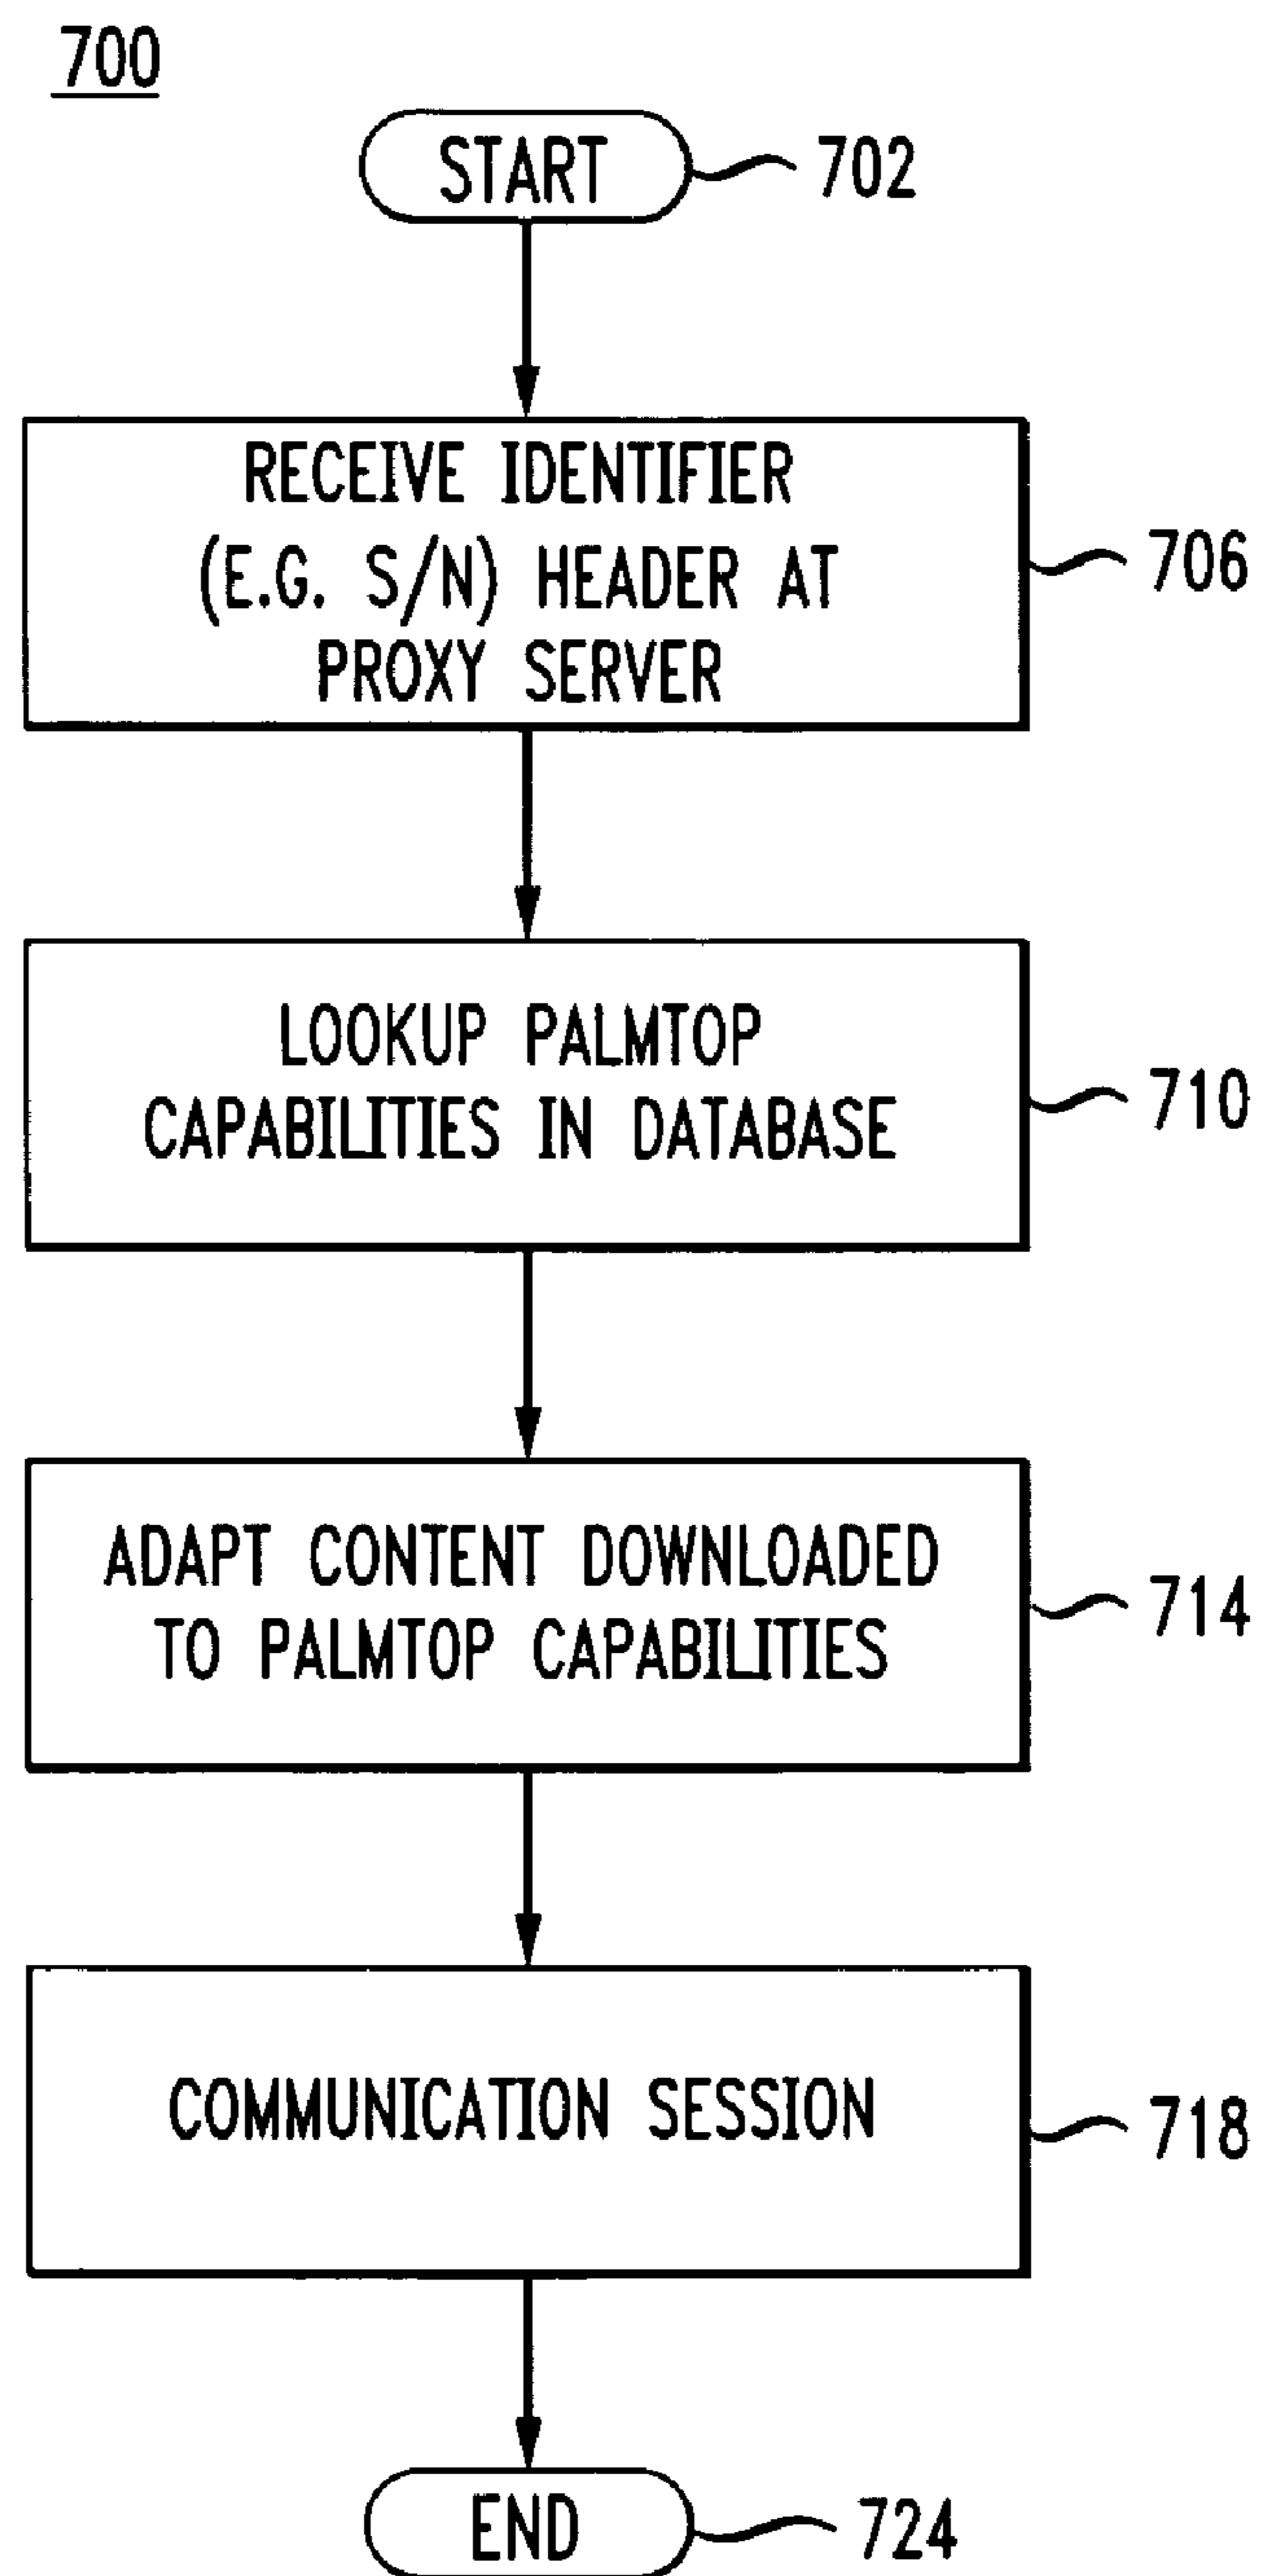 700
START
702
RECEIVE IDENTIFIER
(E.G. S/N) HEADER AT
PROXY SERVER
706
LOOKUP PALMTOP
CAPABILITIES IN DATABASE
710
ADAPT CONTENT DOWNLOADED
TO PALMTOP CAPABILITIES
714
COMMUNICATION SESSION
718
END
724